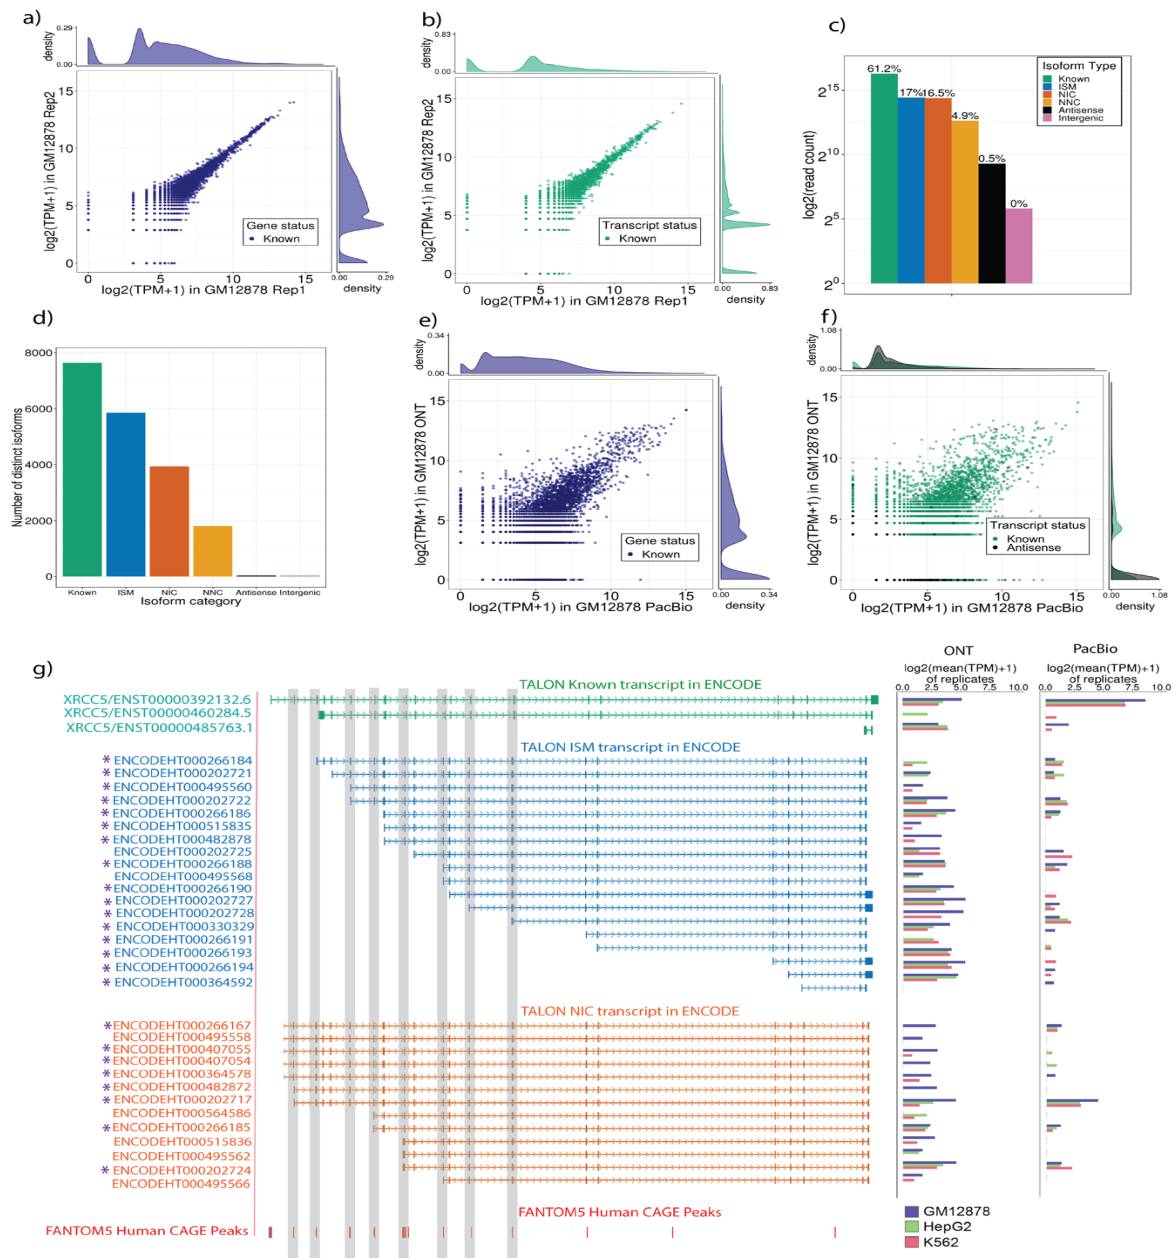 a)
0.29
density
0.00
log2(TPM+1) in GM12878 Rep2
15
10
5
0
Gene status
Known
0 5 10 15
log2(TPM+1) in GM12878 Rep1
0.00 0.29
density
b)
0.83
density
0.00
log2(TPM+1) in GM12878 Rep2
15
10
5
0
Transcript status
Known
0 5 10 15
log2(TPM+1) in GM12878 Rep1
0.00 0.83
density
c)
log2(read count)
2^15
2^10
2^5
2^0
61.2%
17%
16.5%
4.9%
0.5%
0%
Isoform Type
Known
ISM
NIC
NNC
Antisense
Intergenic
d)
Number of distinct isoforms
8000
6000
4000
2000
0
Known ISM NIC NNC Antisense Intergenic
Isoform category
e)
0.34
density
0.00
log2(TPM+1) in GM12878 ONT
15
10
5
0
Gene status
Known
0 5 10 15
log2(TPM+1) in GM12878 PacBio
0.00 0.34
density
f)
1.08
density
0.00
log2(TPM+1) in GM12878 ONT
15
10
5
0
Transcript status
Known
Antisense
0 5 10 15
log2(TPM+1) in GM12878 PacBio
0.00 1.08
density
g)
ONT
PacBio
log2(mean(TPM)+1)
of replicates
log2(mean(TPM)+1)
of replicates
0.0 2.5 5.0 7.5 10.0
0.0 2.5 5.0 7.5 10.0
TALON Known transcript in ENCODE
XRCC5/ENST00000392132.6
XRCC5/ENST00000460284.5
XRCC5/ENST00000485763.1
TALON ISM transcript in ENCODE
* ENCODEHT000266184
* ENCODEHT000202721
* ENCODEHT000495560
* ENCODEHT000202722
* ENCODEHT000266186
* ENCODEHT000515835
* ENCODEHT000482878
ENCODEHT000202725
* ENCODEHT000266188
ENCODEHT000495568
* ENCODEHT000266190
* ENCODEHT000202727
* ENCODEHT000202728
* ENCODEHT000330329
* ENCODEHT000266191
* ENCODEHT000266193
* ENCODEHT000266194
* ENCODEHT000364592
TALON NIC transcript in ENCODE
* ENCODEHT000266167
ENCODEHT000495558
* ENCODEHT000407055
* ENCODEHT000407054
* ENCODEHT000364578
* ENCODEHT000482872
* ENCODEHT000202717
ENCODEHT000564586
* ENCODEHT000266185
ENCODEHT000515836
ENCODEHT000495562
* ENCODEHT000202724
ENCODEHT000495566
FANTOM5 Human CAGE Peaks
FANTOM5 Human CAGE Peaks
GM12878
HepG2
K562